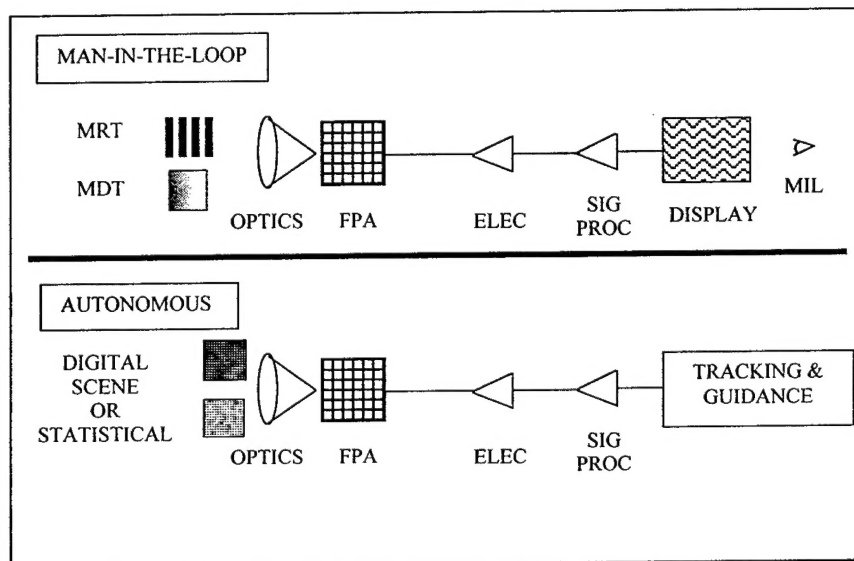 MAN-IN-THE-LOOP
MRT
MDT
OPTICS
FPA
ELEC
SIG
PROC
DISPLAY
MIL
AUTONOMOUS
DIGITAL
SCENE
OR
STATISTICAL
OPTICS
FPA
ELEC
SIG
PROC
TRACKING &
GUIDANCE